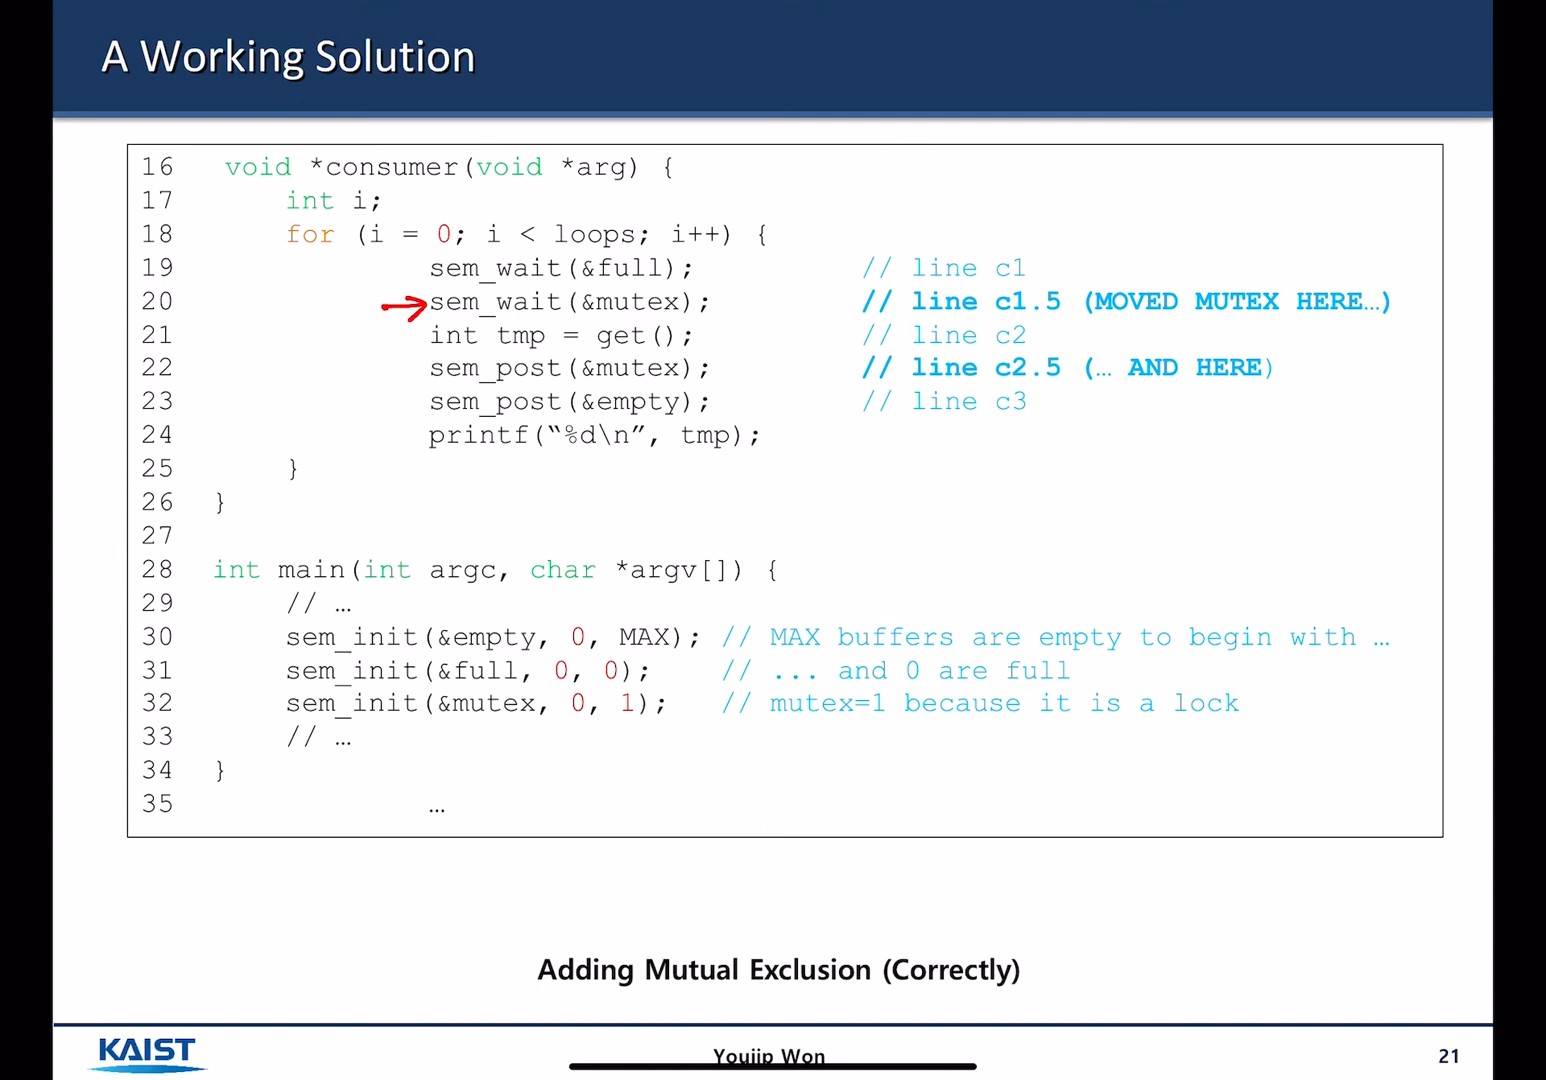 A Working Solution
16 void *consumer(void *arg) {
17 int i;
18 for (i = 0; i < loops; i++) {
19 sem_wait(&full); // line c1
20 sem_wait(&mutex); // line c1.5 (MOVED MUTEX HERE…)
21 int tmp = get(); // line c2
22 sem_post(&mutex); // line c2.5 (… AND HERE)
23 sem_post(&empty); // line c3
24 printf(“%d\n”, tmp);
25 }
26 }
27
28 int main(int argc, char *argv[]) {
29 // …
30 sem_init(&empty, 0, MAX); // MAX buffers are empty to begin with …
31 sem_init(&full, 0, 0); // ... and 0 are full
32 sem_init(&mutex, 0, 1); // mutex=1 because it is a lock
33 // …
34 }
35 …
Adding Mutual Exclusion (Correctly)
KAIST
Youjip Won
21